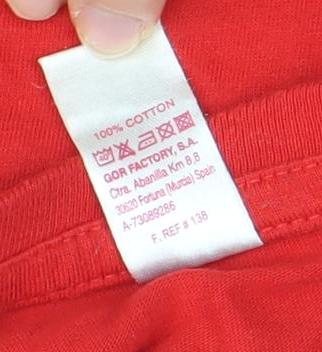 100% COTTON
GOR FACTORY, S.A.
Ctra. Abanilla Km 8,8
30620 Fortuna (Murcia) Spain
A-73089286
F. REF # 138